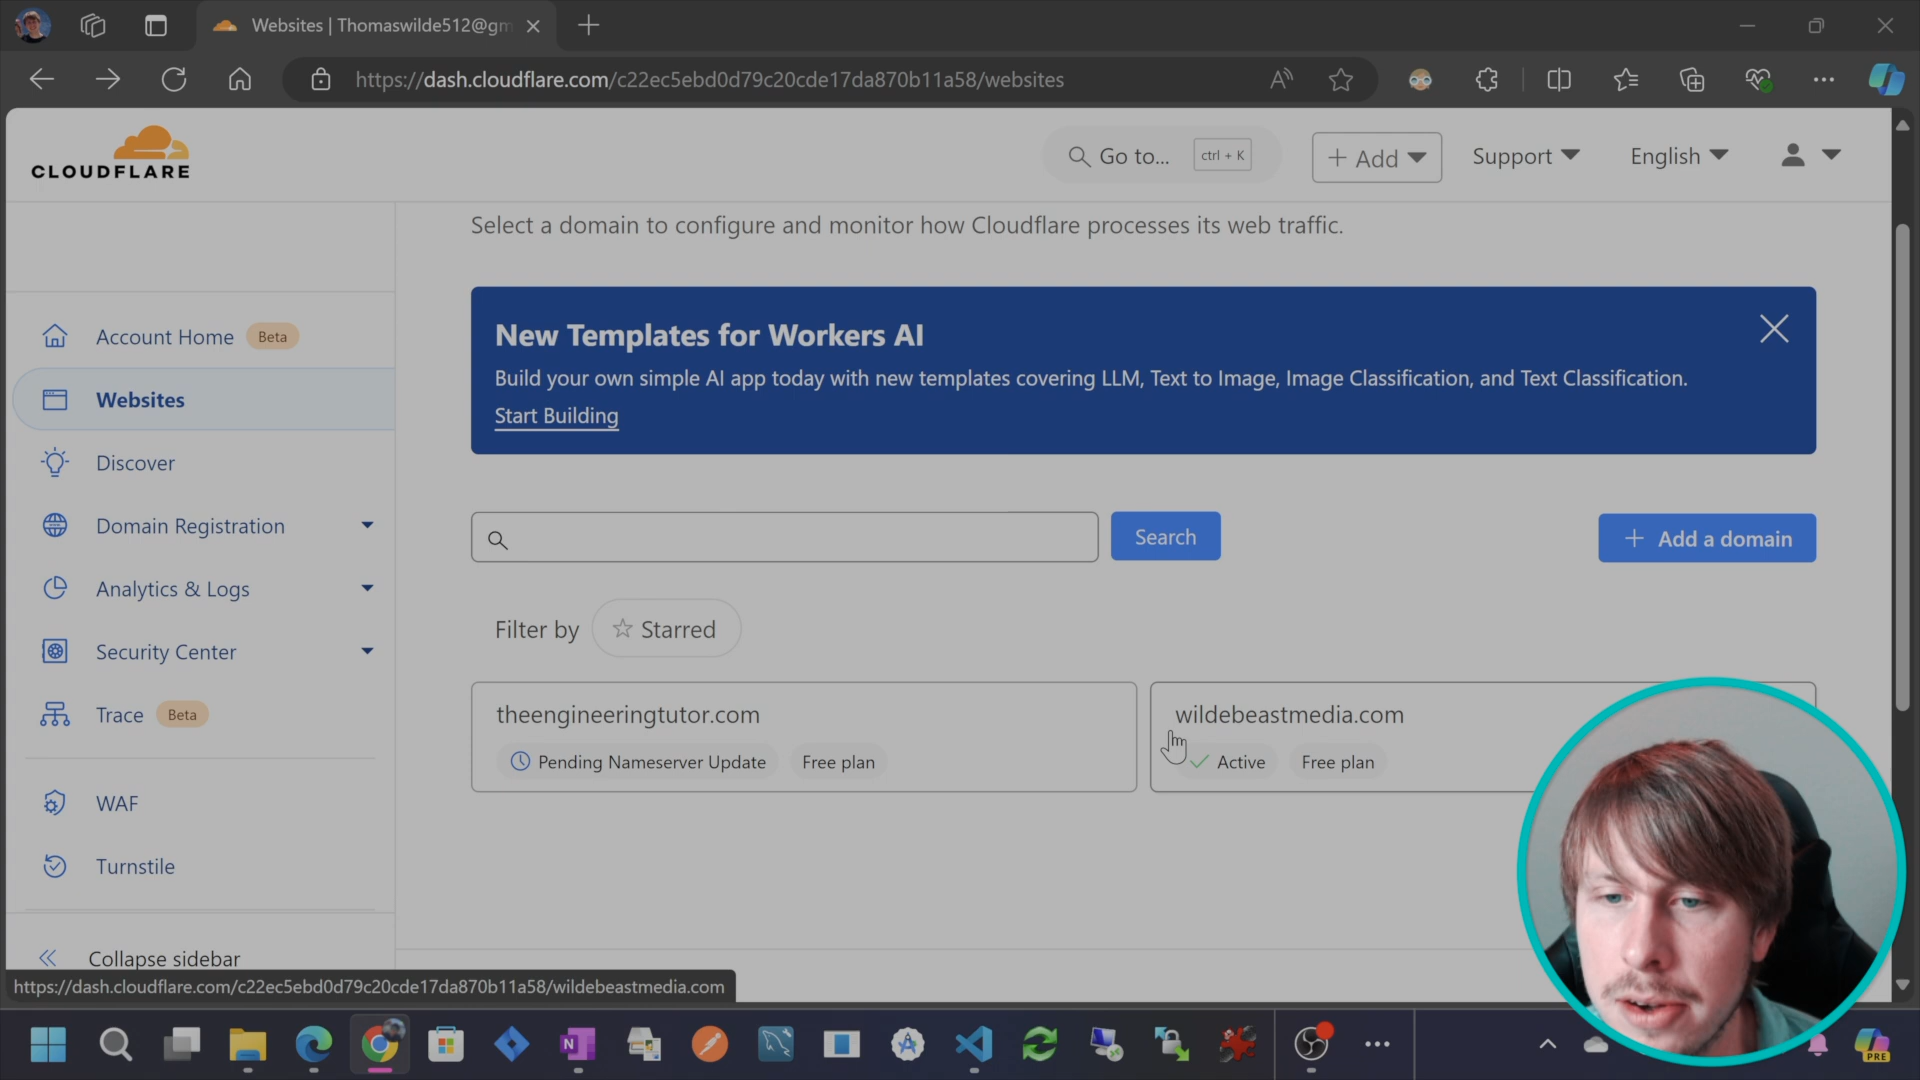 Websites | Thomaswilde512@gm
https://dash.cloudflare.com/c22ec5ebd0d79c20cde17da870b11a58/websites
CLOUDFLARE
Go to...
ctrl + K
+ Add
Support
English
Select a domain to configure and monitor how Cloudflare processes its web traffic.
New Templates for Workers AI
Build your own simple AI app today with new templates covering LLM, Text to Image, Image Classification, and Text Classification.
Start Building
Account Home Beta
Websites
Discover
Domain Registration
Analytics & Logs
Security Center
Trace Beta
WAF
Turnstile
Collapse sidebar
Search
+ Add a domain
Filter by
Starred
theengineeringtutor.com
Pending Nameserver Update
Free plan
wildebeastmedia.com
Active
Free plan
https://dash.cloudflare.com/c22ec5ebd0d79c20cde17da870b11a58/wildebeastmedia.com
N
PRE